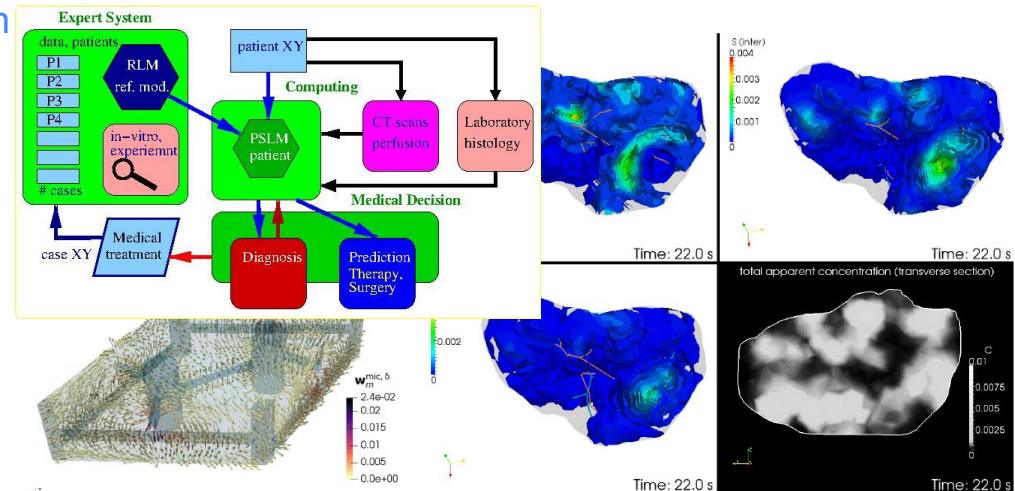 n
Expert System
data, patients
P1
P2
P3
P4
# cases
RLM
ref. mod.
in-vitro,
experiemnt
patient XY
Computing
PSLM
patient
CT scans
perfusion
Laboratory
histology
Medical Decision
Medical
treatment
case XY
Diagnosis
Prediction
Therapy,
Surgery
S (inter)
0.004
0.003
0.002
0.001
0
Time: 22.0 s
Time: 22.0 s
w_m^{mic, δ}
2.4e-02
0.02
0.015
0.01
0.005
0.0e+00
0.002
0
Time: 22.0 s
total apparent concentration (transverse section)
C
0.01
0.0075
0.005
0.0025
0
Time: 22.0 s